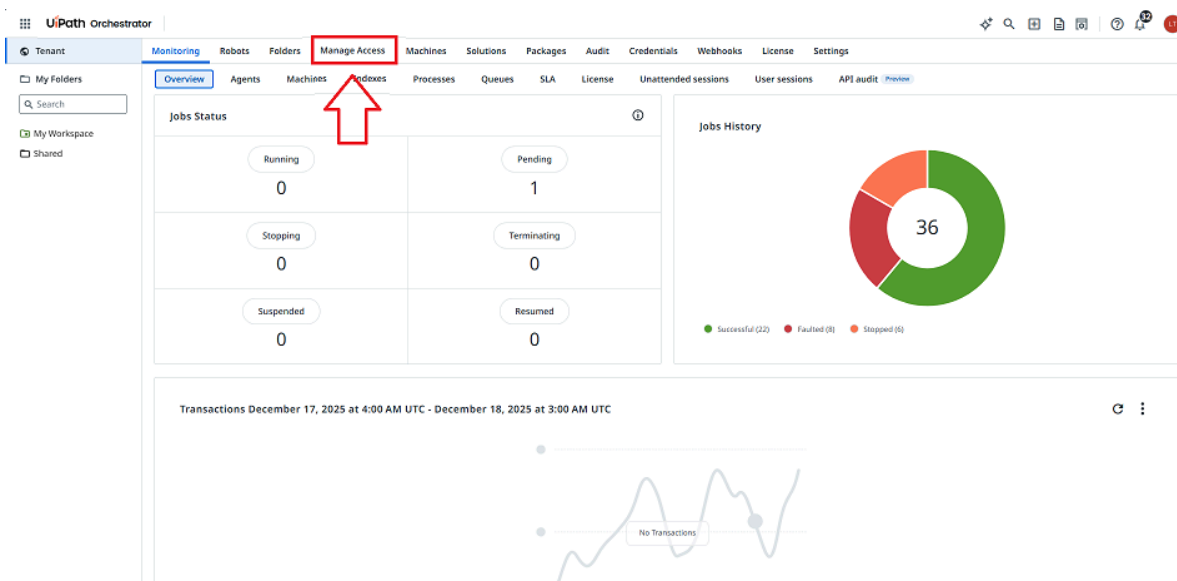 UiPath Orchestrator
32
LT
Tenant
Monitoring Robots Folders Manage Access Machines Solutions Packages Audit Credentials Webhooks License Settings
My Folders
Overview Agents Machines Indexes Processes Queues SLA License Unattended sessions User sessions API audit Preview
Search
My Workspace
Shared
Jobs Status
Running
0
Pending
1
Stopping
0
Terminating
0
Suspended
0
Resumed
0
Jobs History
36
Successful (22) Faulted (8) Stopped (6)
Transactions December 17, 2025 at 4:00 AM UTC - December 18, 2025 at 3:00 AM UTC
No Transactions